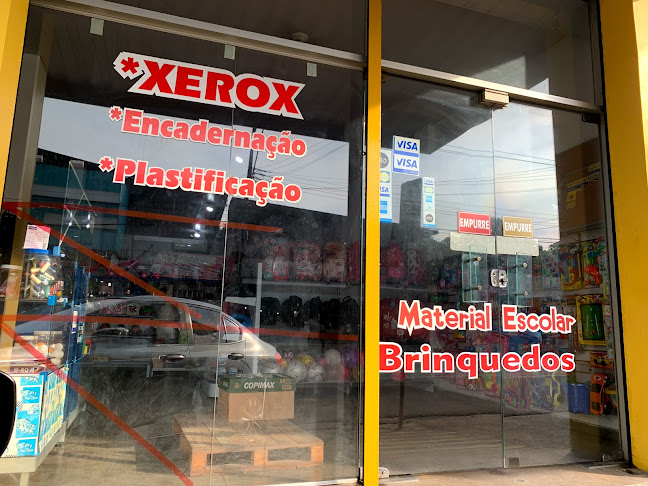 *XEROX
*Encadernação
*Plastificação
VISA
VISA
EMPURRE
EMPURRE
Material Escolar
Brinquedos
COPIMAX